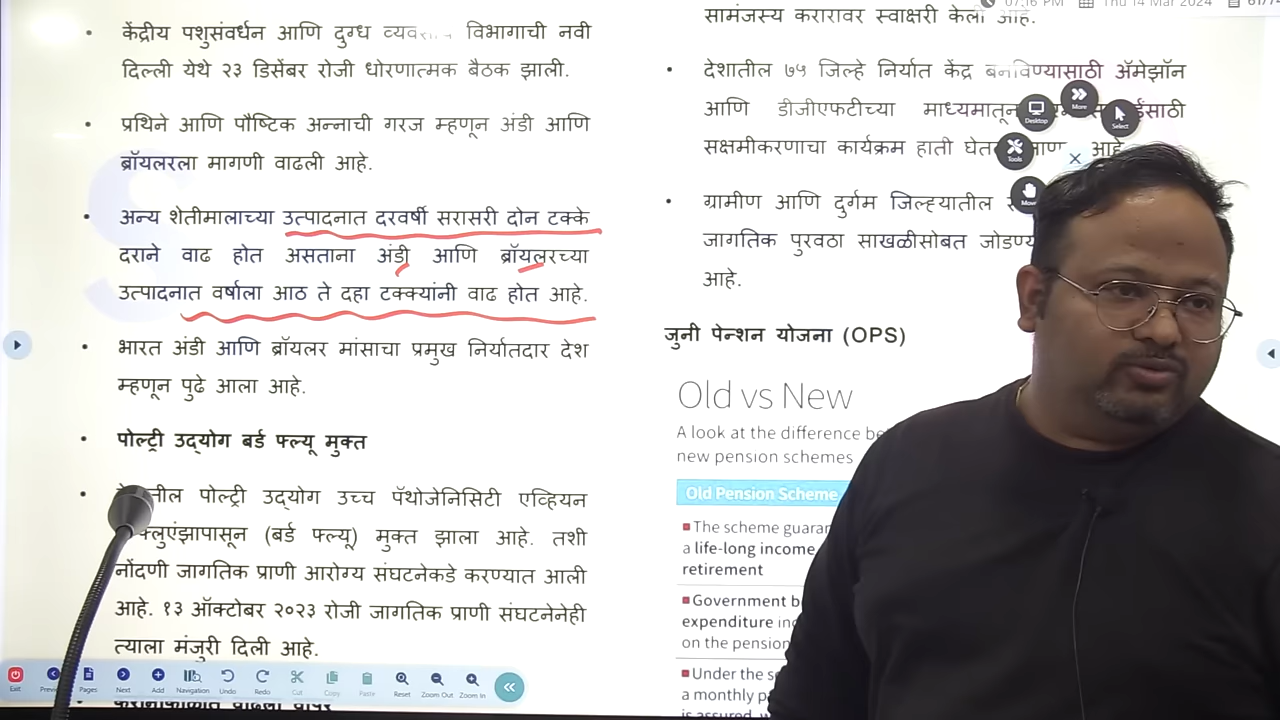 केंद्रीय पशुसंवर्धन आणि दुग्ध विभागाची नवी
दिल्ली येथे २३ डिसेंबर रोजी धोरणात्मक बैठक झाली.
प्रथिने आणि पौष्टिक अन्नाची गरज म्हणून अंडी आणि
ब्रॉयलरला मागणी वाढली आहे.
अन्य शेतीमालाच्या उत्पादनात दरवर्षी सरासरी दोन टक्के
दराने वाढ होत असताना अंडी आणि ब्रॉयलरच्या
उत्पादनात वर्षाला आठ ते दहा टक्क्यांनी वाढ होत आहे.
भारत अंडी आणि ब्रॉयलर मांसाचा प्रमुख निर्यातदार देश
म्हणून पुढे आला आहे.
पोल्ट्री उद्योग बर्ड फ्ल्यू मुक्त
पोल्ट्री उद्योग उच्च पॅथोजेनिसिटी एव्हियन
(बर्ड फ्ल्यू) मुक्त झाला आहे. तशी
नोंदणी जागतिक प्राणी आरोग्य संघटनेकडे करण्यात आली
आहे. १३ ऑक्टोबर २०२३ रोजी जागतिक प्राणी संघटनेनेही
त्याला मंजुरी दिली आहे.
07:16 PM Thu 14 Mar 2024
सामंजस्य करारावर स्वाक्षरी केली आहे.
देशातील ७५ जिल्हे निर्यात केंद्र बनविण्यासाठी ॲमेझॉन
आणि डीजीएफटीच्या माध्यमातून
सक्षमीकरणाचा कार्यक्रम हाती आहे
ग्रामीण आणि दुर्गम जिल्ह्यातील
जागतिक पुरवठा साखळीसोबत
आहे.
Desktop More Select
Tools
Move
जुनी पेन्शन योजना (OPS)
Old vs New
A look at the difference
new pension schemes
Old Pension Scheme
The scheme
a life-long income
retirement
Government
expenditure
on the pension
Under the
a monthly
Exit Pages Next Add Navigation Undo Redo Cut Copy Paste Reset Zoom Out Zoom In